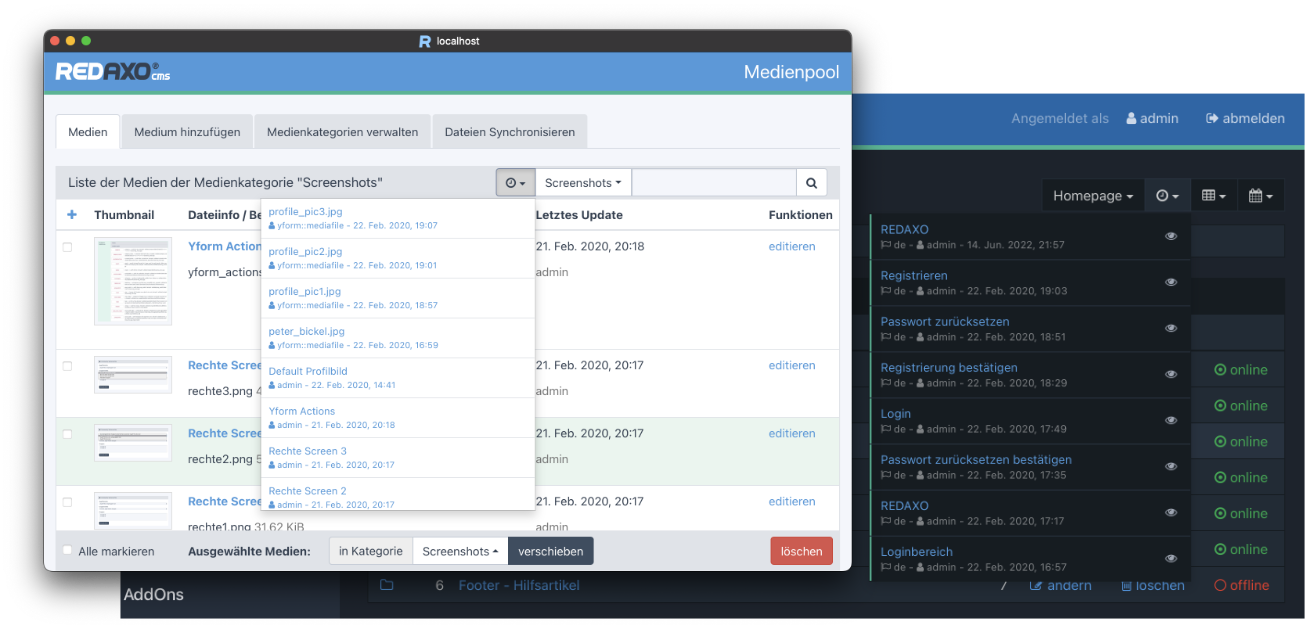 localhost
REDAXO® cms
Medienpool
Medien
Medium hinzufügen
Medienkategorien verwalten
Dateien Synchronisieren
Liste der Medien der Medienkategorie "Screenshots"
Screenshots
Thumbnail
Dateiinfo / Be
Letztes Update
Funktionen
Yform Action
21. Feb. 2020, 20:18
editieren
yform_actions
admin
Rechte Scree
21. Feb. 2020, 20:17
editieren
rechte3.png 4
admin
Rechte Scree
21. Feb. 2020, 20:17
editieren
rechte2.png 5
admin
Rechte Scree
21. Feb. 2020, 20:17
editieren
rechte1.png 31,62 KiB
admin
profile_pic3.jpg
yform::mediafile - 22. Feb. 2020, 19:07
profile_pic2.jpg
yform::mediafile - 22. Feb. 2020, 19:01
profile_pic1.jpg
yform::mediafile - 22. Feb. 2020, 18:57
peter_bickel.jpg
yform::mediafile - 22. Feb. 2020, 16:59
Default Profilbild
admin - 22. Feb. 2020, 14:41
Yform Actions
admin - 21. Feb. 2020, 20:18
Rechte Screen 3
admin - 21. Feb. 2020, 20:17
Rechte Screen 2
admin - 21. Feb. 2020, 20:17
Alle markieren
Ausgewählte Medien:
in Kategorie
Screenshots
verschieben
löschen
Angemeldet als
admin
abmelden
Homepage
REDAXO
de - admin - 14. Jun. 2022, 21:57
Registrieren
de - admin - 22. Feb. 2020, 19:03
Passwort zurücksetzen
de - admin - 22. Feb. 2020, 18:51
Registrierung bestätigen
de - admin - 22. Feb. 2020, 18:29
Login
de - admin - 22. Feb. 2020, 17:49
Passwort zurücksetzen bestätigen
de - admin - 22. Feb. 2020, 17:35
REDAXO
de - admin - 22. Feb. 2020, 17:17
Loginbereich
de - admin - 22. Feb. 2020, 16:57
online
online
online
online
online
online
AddOns
6 Footer - Hilfsartikel
7
ändern
löschen
offline